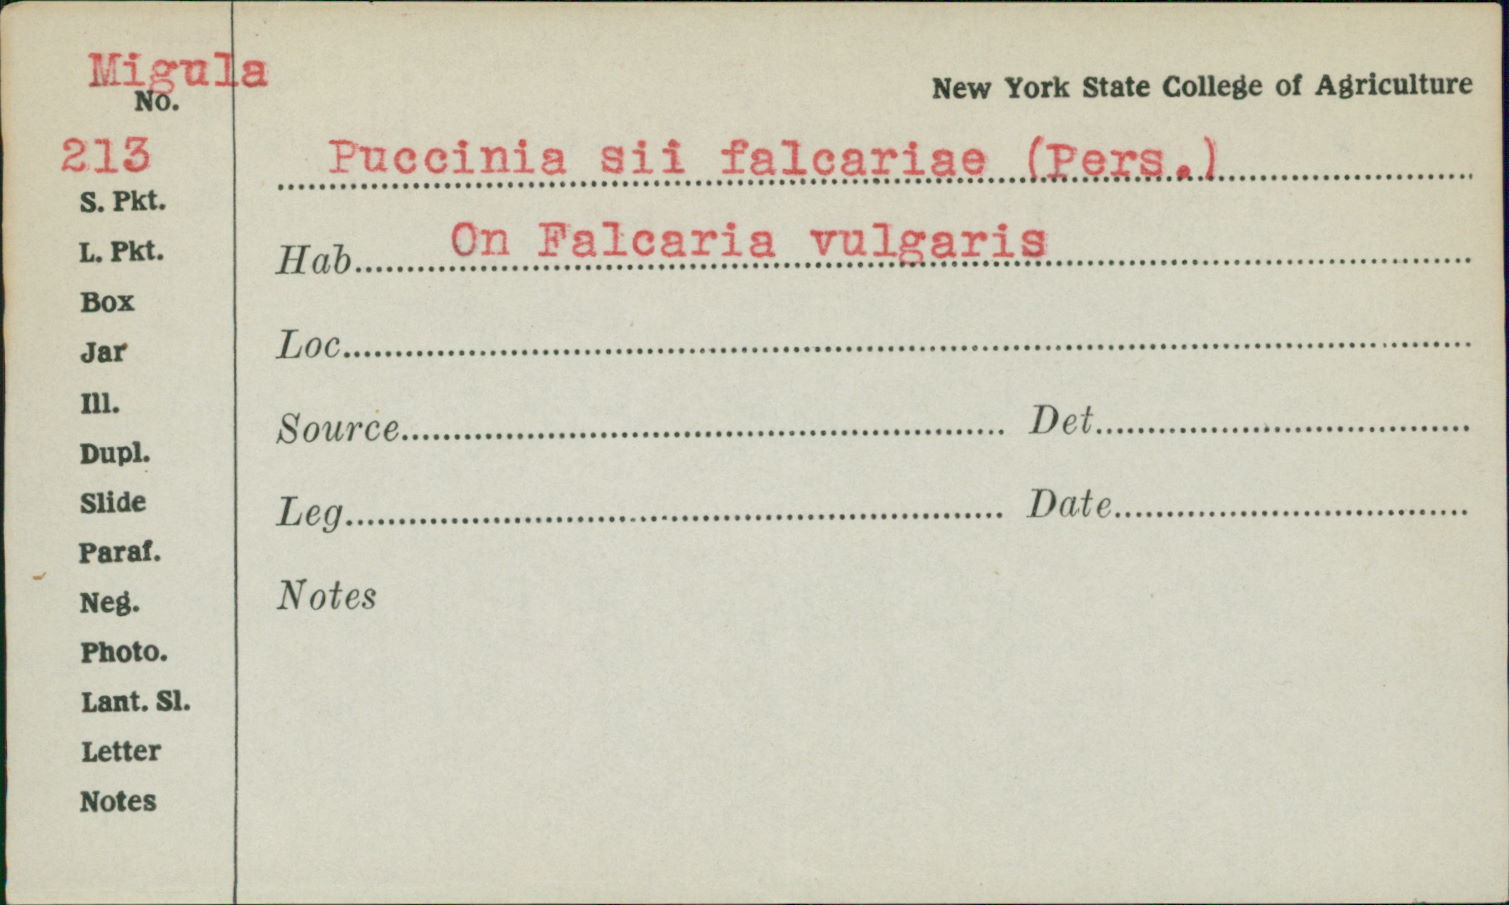 Migula
No.
213
S. Pkt.
L. Pkt.
Box
Jar
Ill.
Dupl.
Slide
Paraf.
Neg.
Photo.
Lant. Sl.
Letter
Notes
New York State College of Agriculture
Puccinia sii falcariae (Pers.)
Hab. On Falcaria vulgaris
Loc.
Source Det.
Leg. Date
Notes